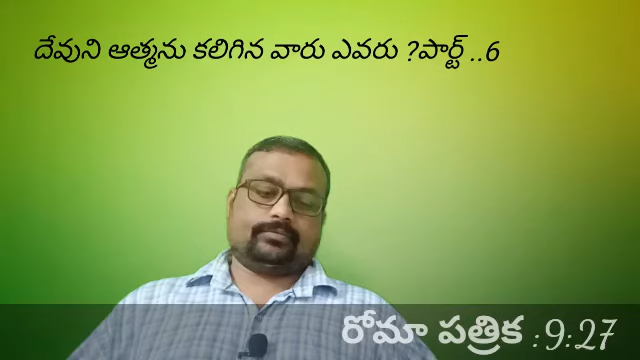 దేవుని ఆత్మను కలిగిన వారు ఎవరు ?పార్ట్ ..6
రోమా పత్రిక :9:27